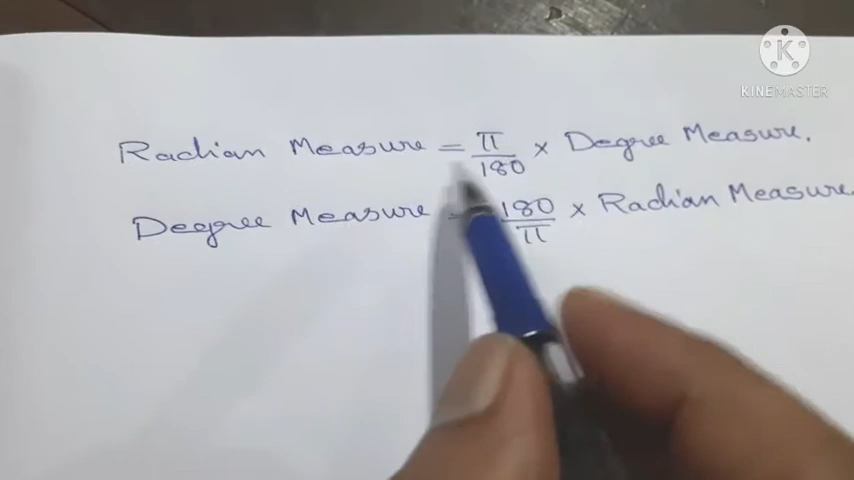 K
KINEMASTER
Radian Measure = π/180 × Degree Measure.
Degree Measure = 180/π × Radian Measure.